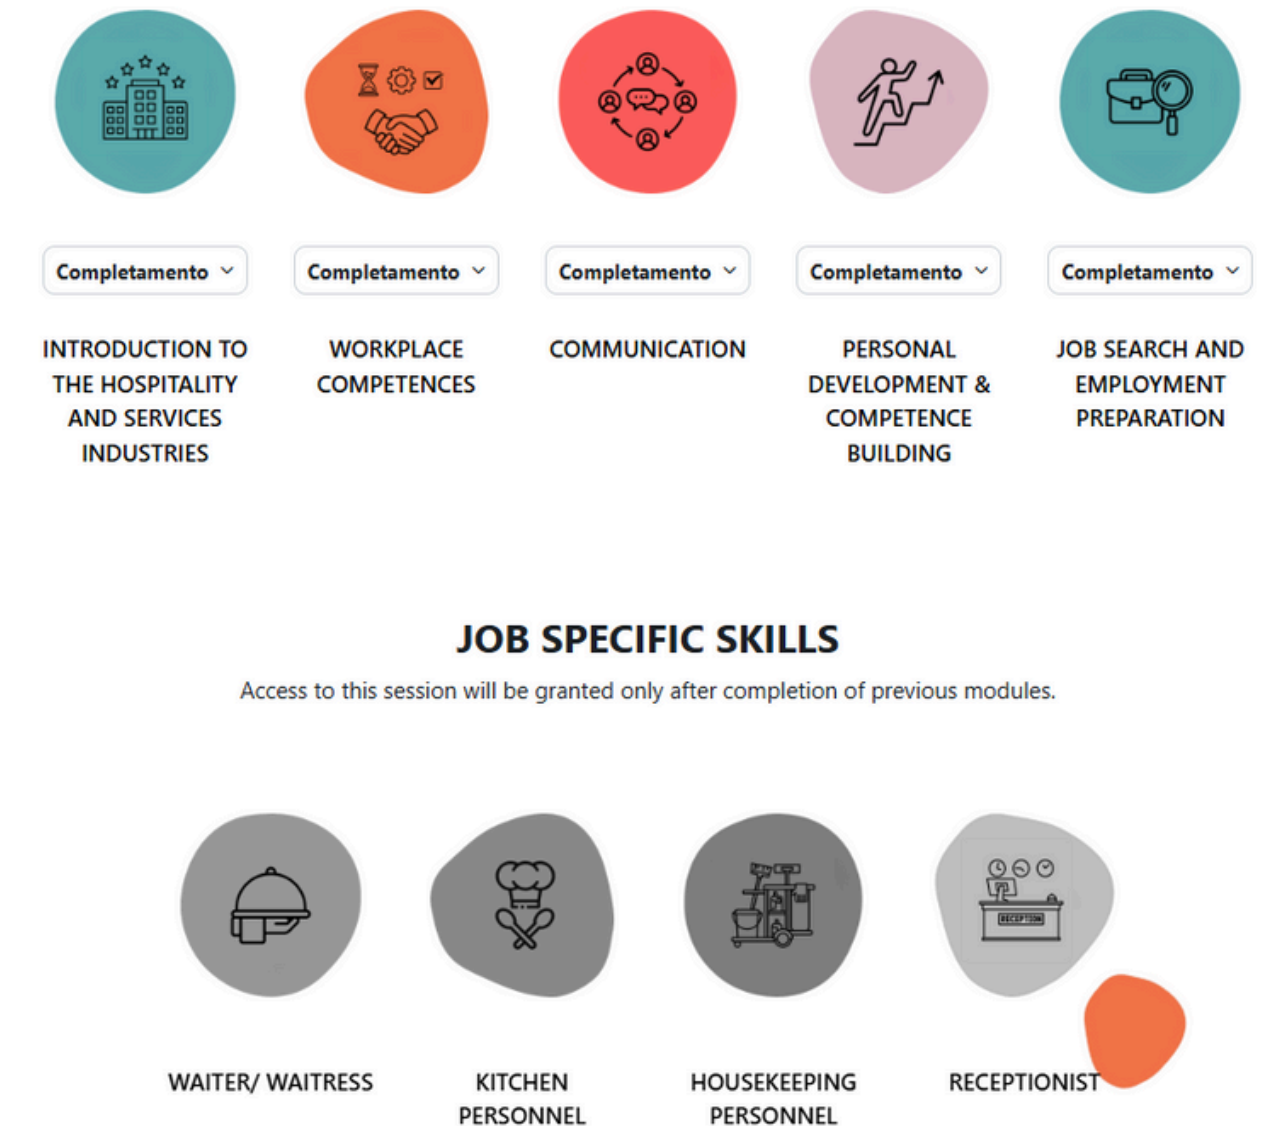 Completamento
Completamento
Completamento
Completamento
Completamento
INTRODUCTION TO
THE HOSPITALITY
AND SERVICES
INDUSTRIES
WORKPLACE
COMPETENCES
COMMUNICATION
PERSONAL
DEVELOPMENT &
COMPETENCE
BUILDING
JOB SEARCH AND
EMPLOYMENT
PREPARATION
JOB SPECIFIC SKILLS
Access to this session will be granted only after completion of previous modules.
RECEPTION
WAITER/ WAITRESS
KITCHEN
PERSONNEL
HOUSEKEEPING
PERSONNEL
RECEPTIONIST